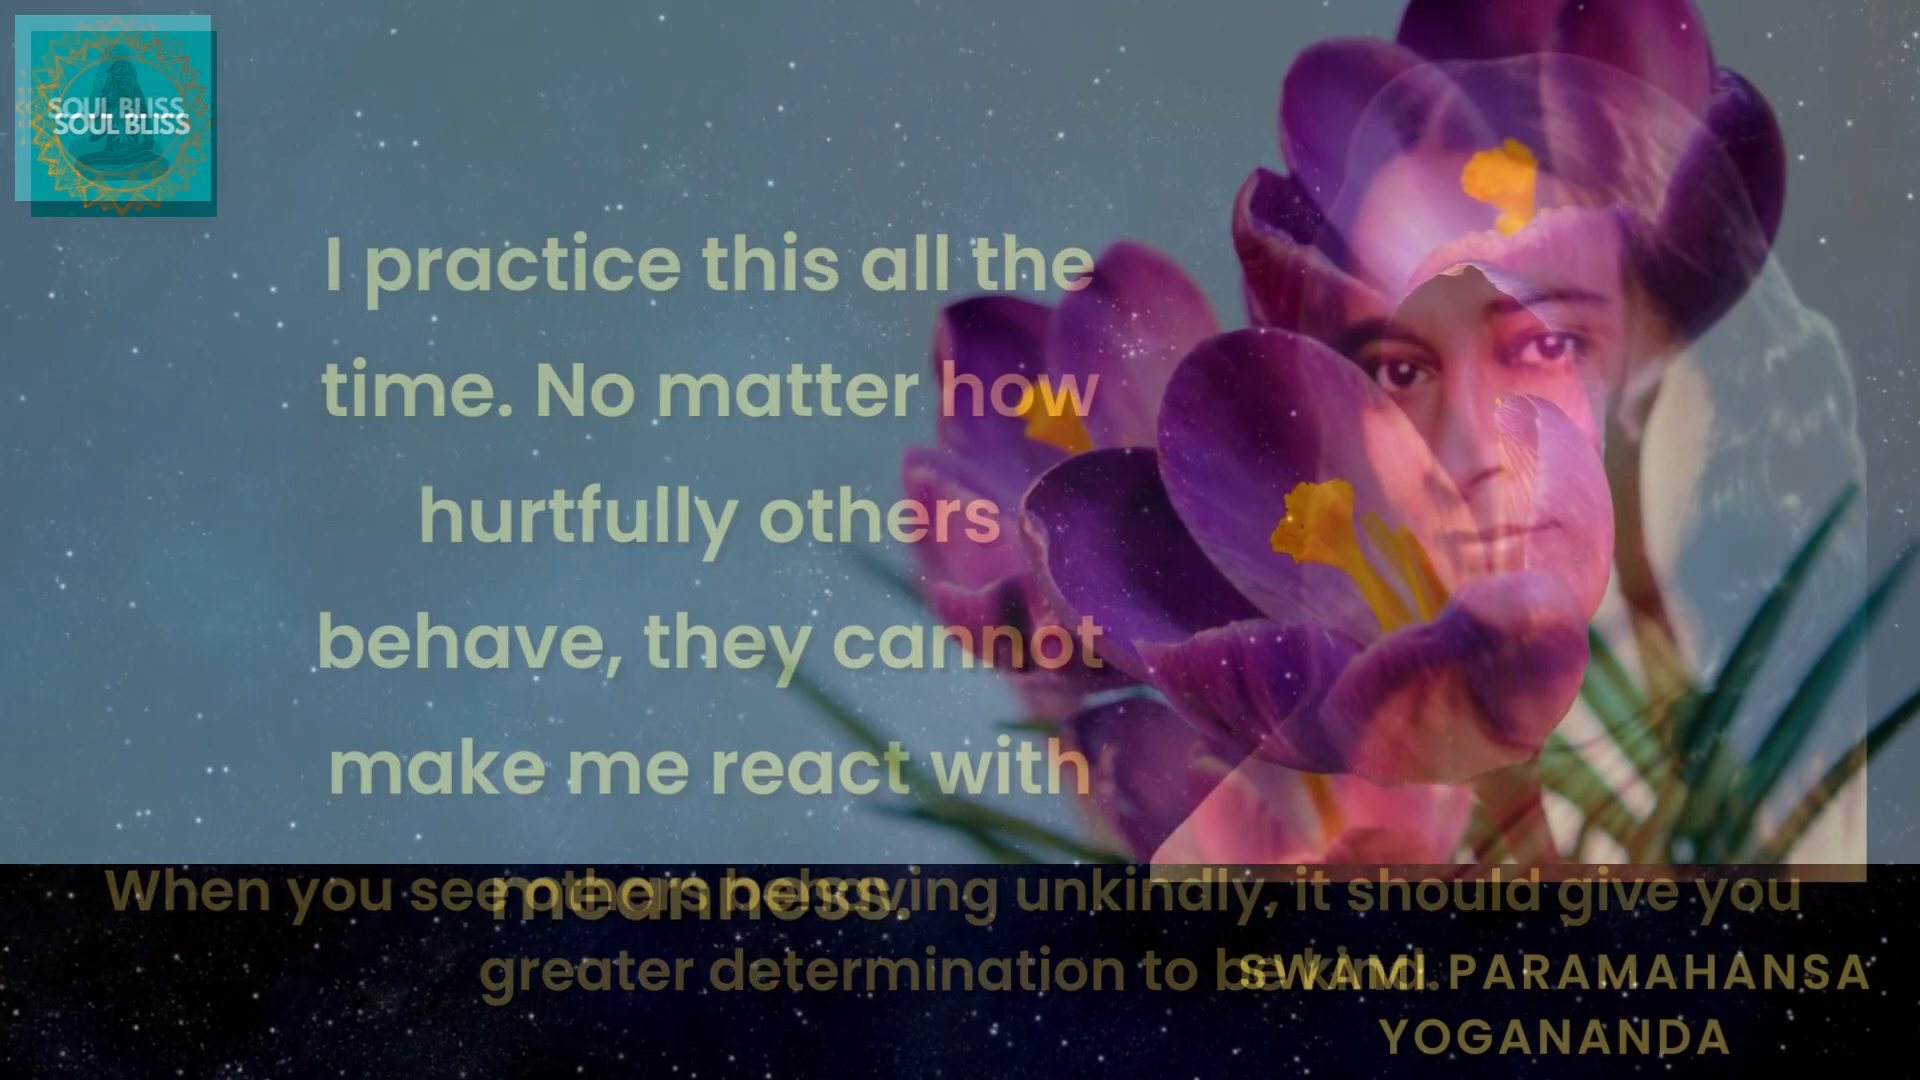 SOUL BLISS
SOUL BLISS
I practice this all the
time. No matter how
hurtfully others
behave, they cannot
make me react with
meanness.
When you see others behaving unkindly, it should give you
greater determination to be kind.
SWAMI PARAMAHANSA
YOGANANDA